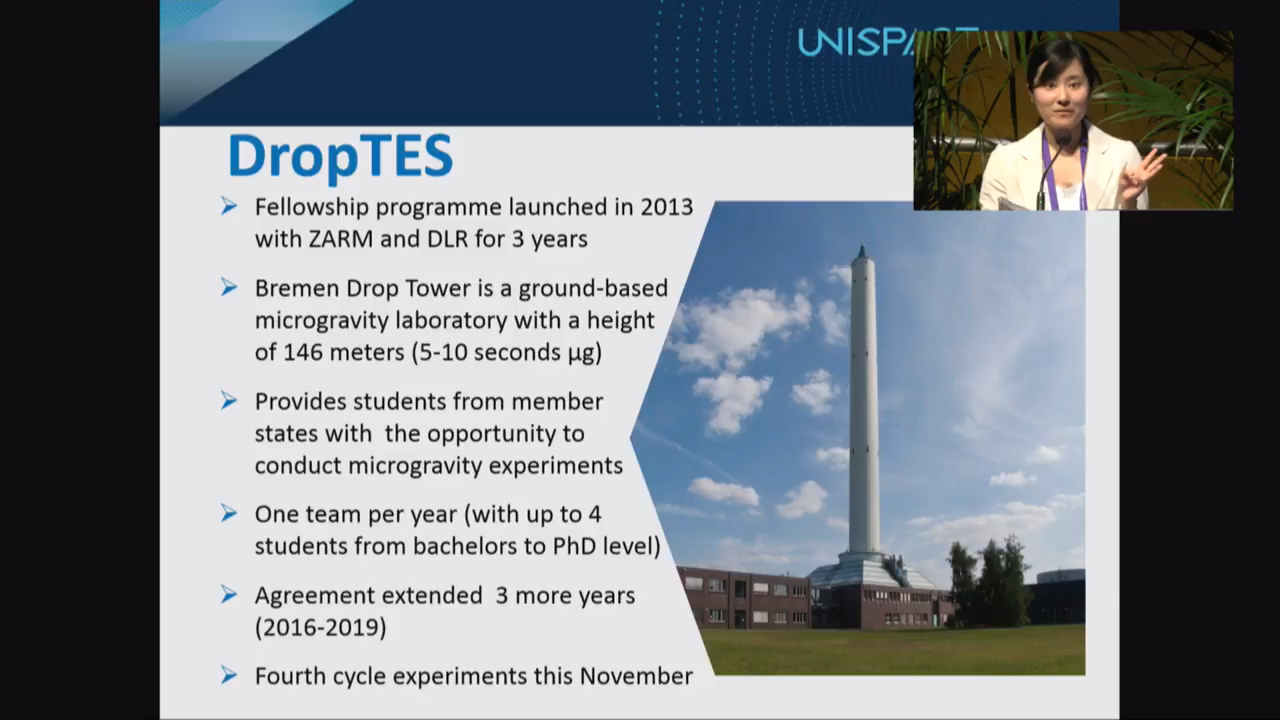 DropTES
Fellowship programme launched in 2013
with ZARM and DLR for 3 years
Bremen Drop Tower is a ground-based
microgravity laboratory with a height
of 146 meters (5-10 seconds µg)
Provides students from member
states with the opportunity to
conduct microgravity experiments
One team per year (with up to 4
students from bachelors to PhD level)
Agreement extended 3 more years
(2016-2019)
Fourth cycle experiments this November